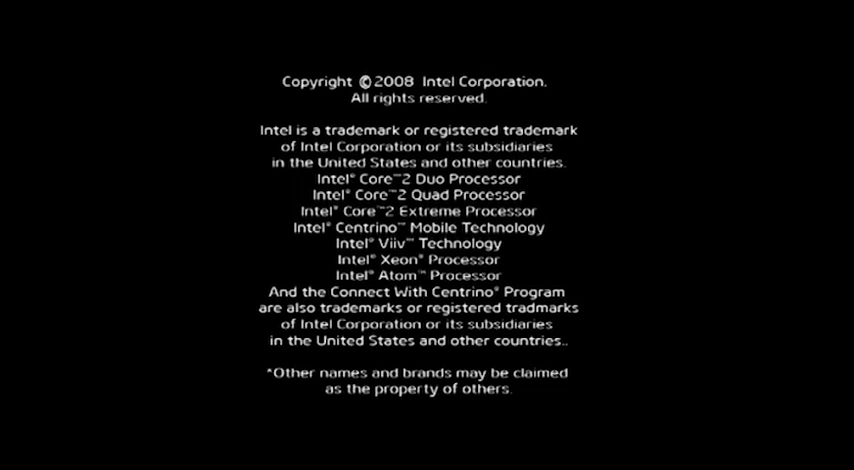 Copyright ©2008 Intel Corporation.
All rights reserved.
Intel is a trademark or registered trademark
of Intel Corporation or its subsidiaries
in the United States and other countries.
Intel® Core™2 Duo Processor
Intel® Core™2 Quad Processor
Intel® Core™2 Extreme Processor
Intel® Centrino™ Mobile Technology
Intel® Viiv™ Technology
Intel® Xeon® Processor
Intel® Atom™ Processor
And the Connect With Centrino® Program
are also trademarks or registered tradmarks
of Intel Corporation or its subsidiaries
in the United States and other countries..
*Other names and brands may be claimed
as the property of others.